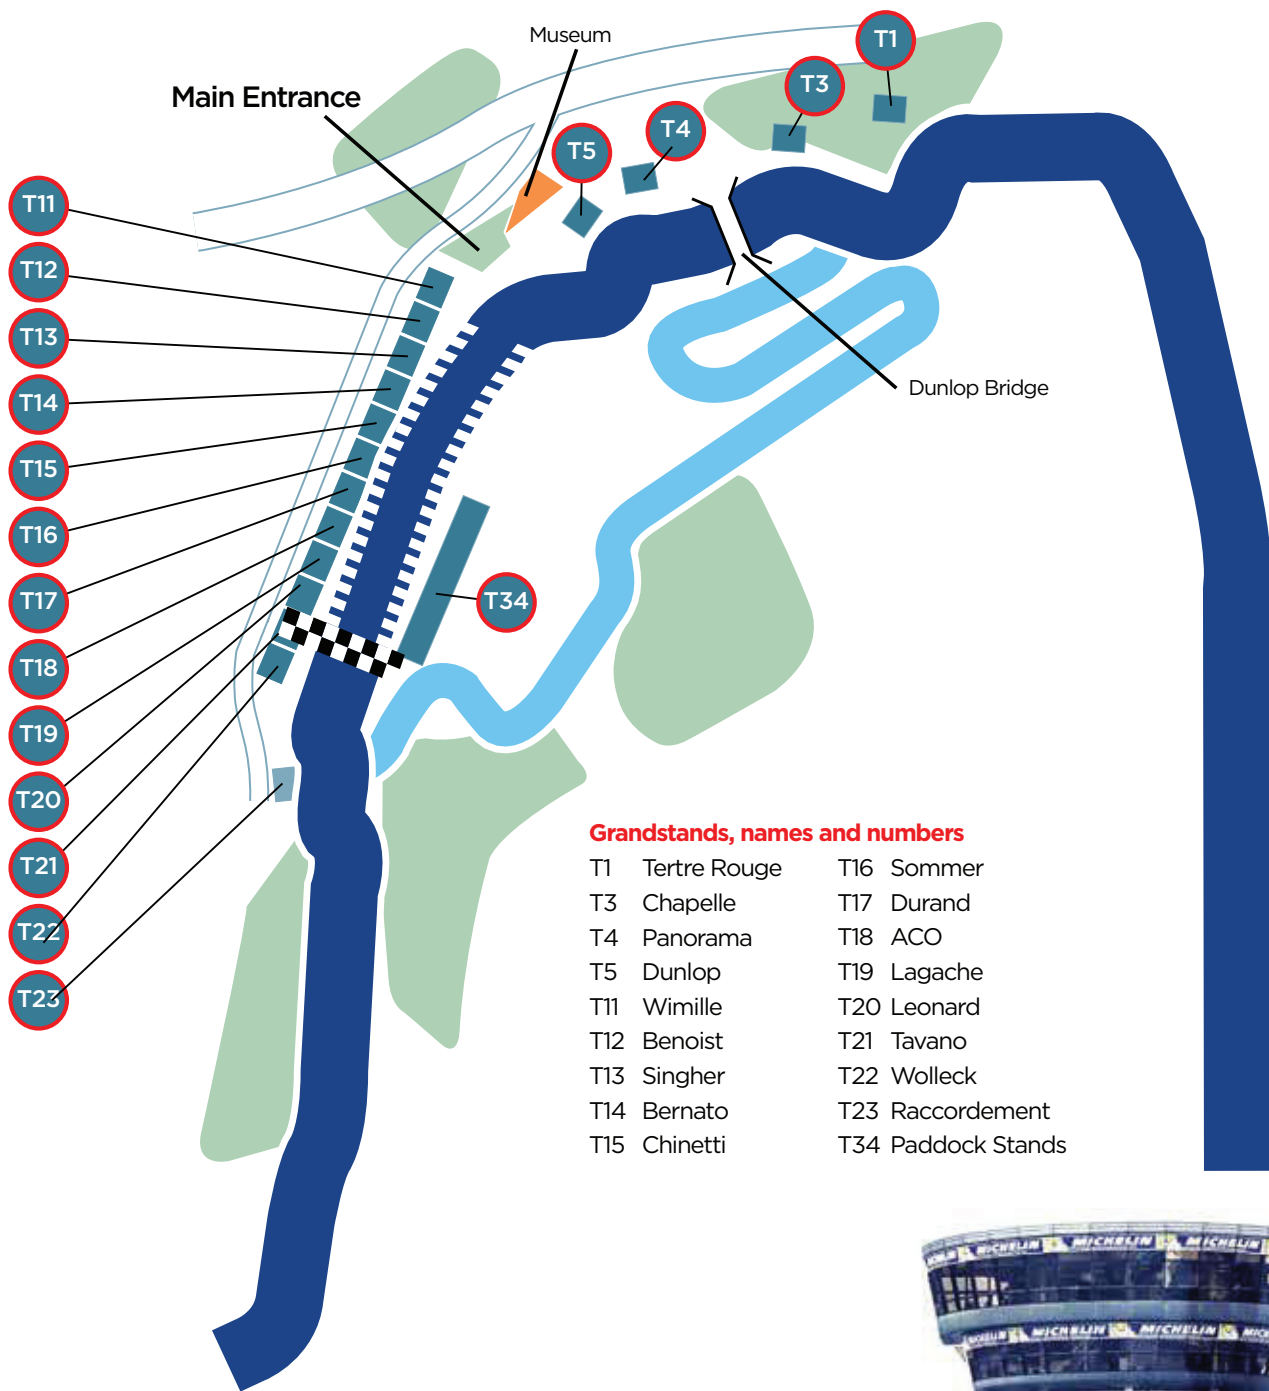 Museum
T1
Main Entrance
T3
T4
T5
T11
T12
T13
T14
T15
T16
T17
T18
T19
T20
T21
T22
T23
T34
Dunlop Bridge
Grandstands, names and numbers
T1 Tertre Rouge
T3 Chapelle
T4 Panorama
T5 Dunlop
T11 Wimille
T12 Benoist
T13 Singher
T14 Bernato
T15 Chinetti
T16 Sommer
T17 Durand
T18 ACO
T19 Lagache
T20 Leonard
T21 Tavano
T22 Wolleck
T23 Raccordement
T34 Paddock Stands
MICHELIN MICHELIN MICHELIN
MICHELIN MICHELIN